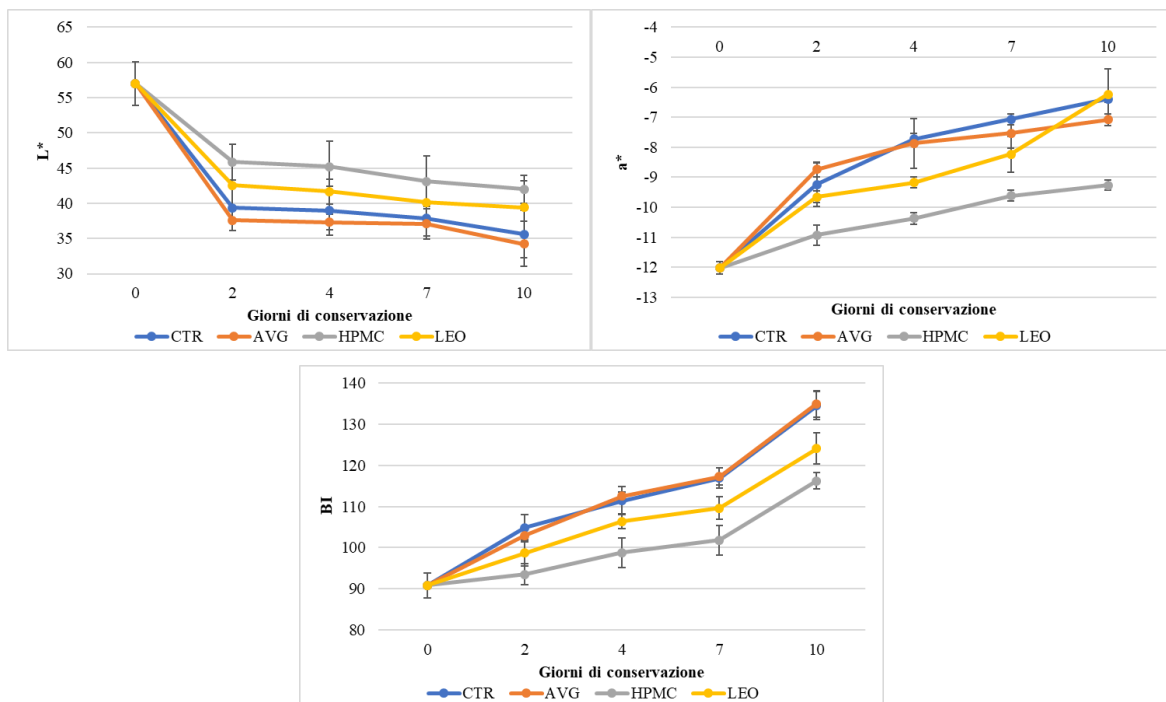 65
60
55
50
45
40
35
30
L*
0 2 4 7 10
Giorni di conservazione
CTR AVG HPMC LEO
-4
-5
-6
-7
-8
-9
-10
-11
-12
-13
a*
0 2 4 7 10
Giorni di conservazione
CTR AVG HPMC LEO
140
130
120
110
100
90
80
BI
0 2 4 7 10
Giorni di conservazione
CTR AVG HPMC LEO